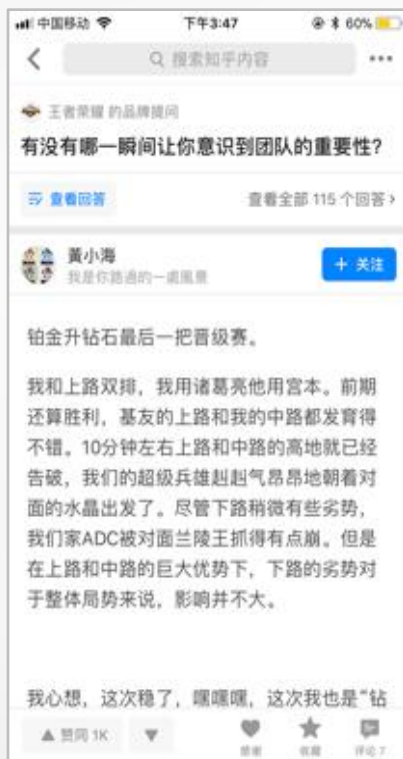 中国移动
下午3:47
60%
搜索知乎内容
王者荣耀 的品牌提问
有没有哪一瞬间让你意识到团队的重要性?
查看回答
查看全部 115 个回答 >
黃小海
我是你路過的一處風景
+ 关注
铂金升钻石最后一把晋级赛。
我和上路双排，我用诸葛亮他用宫本。前期
还算胜利，基友的上路和我的中路都发育得
不错。10分钟左右上路和中路的高地就已经
告破，我们的超级兵雄赳赳气昂昂地朝着对
面的水晶出发了。尽管下路稍微有些劣势，
我们家ADC被对面兰陵王抓得有点崩。但是
在上路和中路的巨大优势下，下路的劣势对
于整体局势来说，影响并不大。
我心想，这次稳了，嘿嘿嘿，这次我也是“钻
赞同 1K
感谢
收藏
评论 7